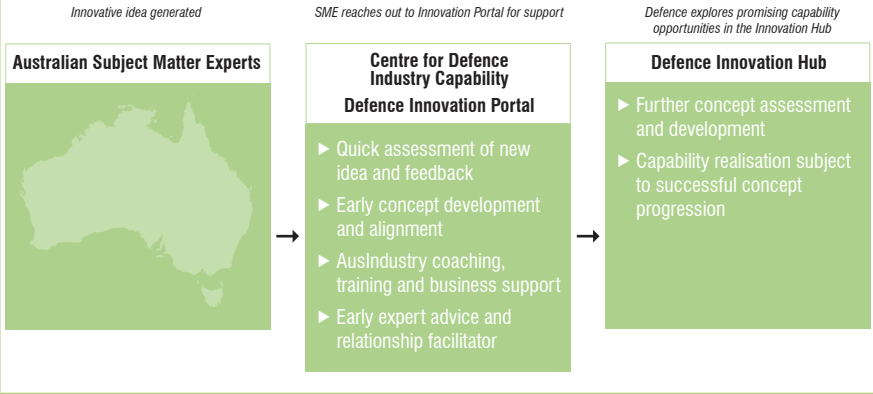 Innovative idea generated
Australian Subject Matter Experts
SME reaches out to Innovation Portal for support
Centre for Defence
Industry Capability
Defence Innovation Portal
▶ Quick assessment of new
idea and feedback
▶ Early concept development
and alignment
▶ AusIndustry coaching,
training and business support
▶ Early expert advice and
relationship facilitator
Defence explores promising capability
opportunities in the Innovation Hub
Defence Innovation Hub
▶ Further concept assessment
and development
▶ Capability realisation subject
to successful concept
progression